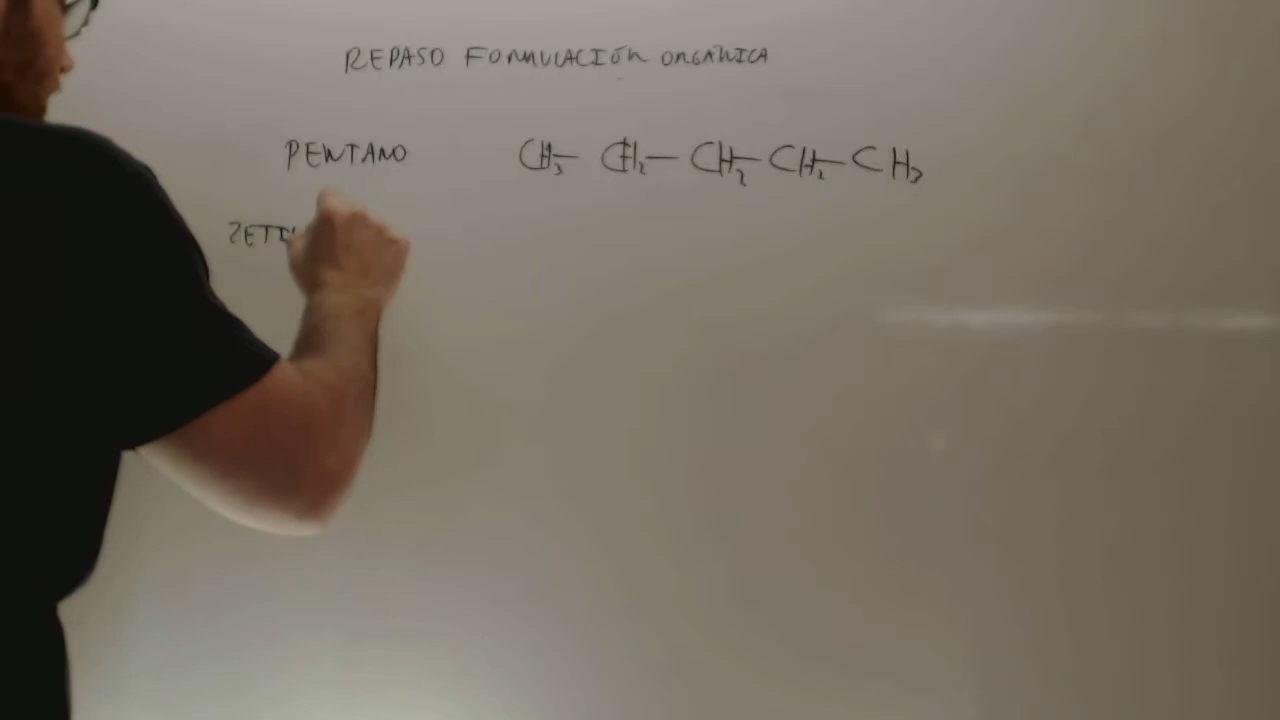 REPASO FORMULACIÓN ORGÁNICA
PENTANO CH₃— CH₂— CH₂— CH₂— CH₃